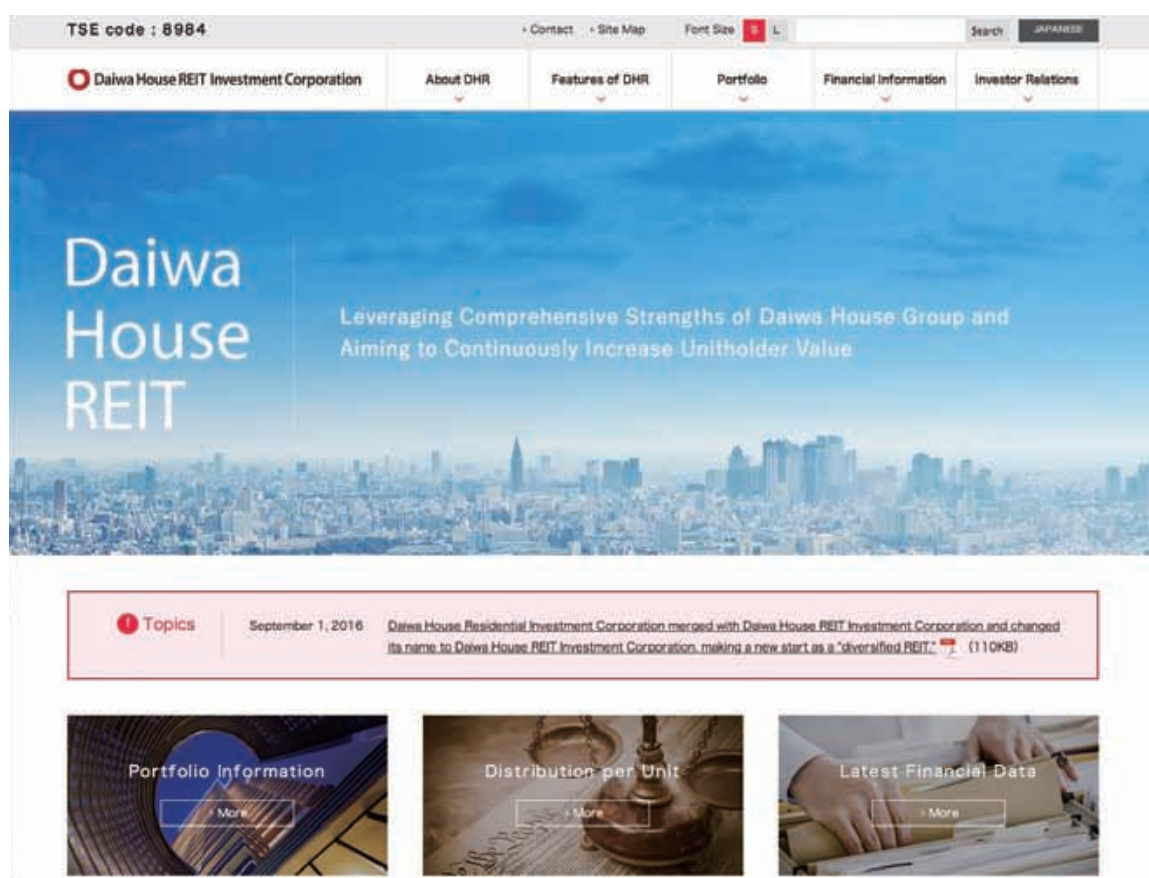 TSE code : 8984
› Contact › Site Map Font Size S L Search JAPANESE
Daiwa House REIT Investment Corporation About DHR Features of DHR Portfolio Financial Information Investor Relations
Daiwa
House
REIT
Leveraging Comprehensive Strengths of Daiwa House Group and
Aiming to Continuously Increase Unitholder Value
! Topics September 1, 2016 Daiwa House Residential Investment Corporation merged with Daiwa House REIT Investment Corporation and changed
its name to Daiwa House REIT Investment Corporation, making a new start as a "diversified REIT." (110KB)
Portfolio Information Distribution per Unit Latest Financial Data
› More › More › More